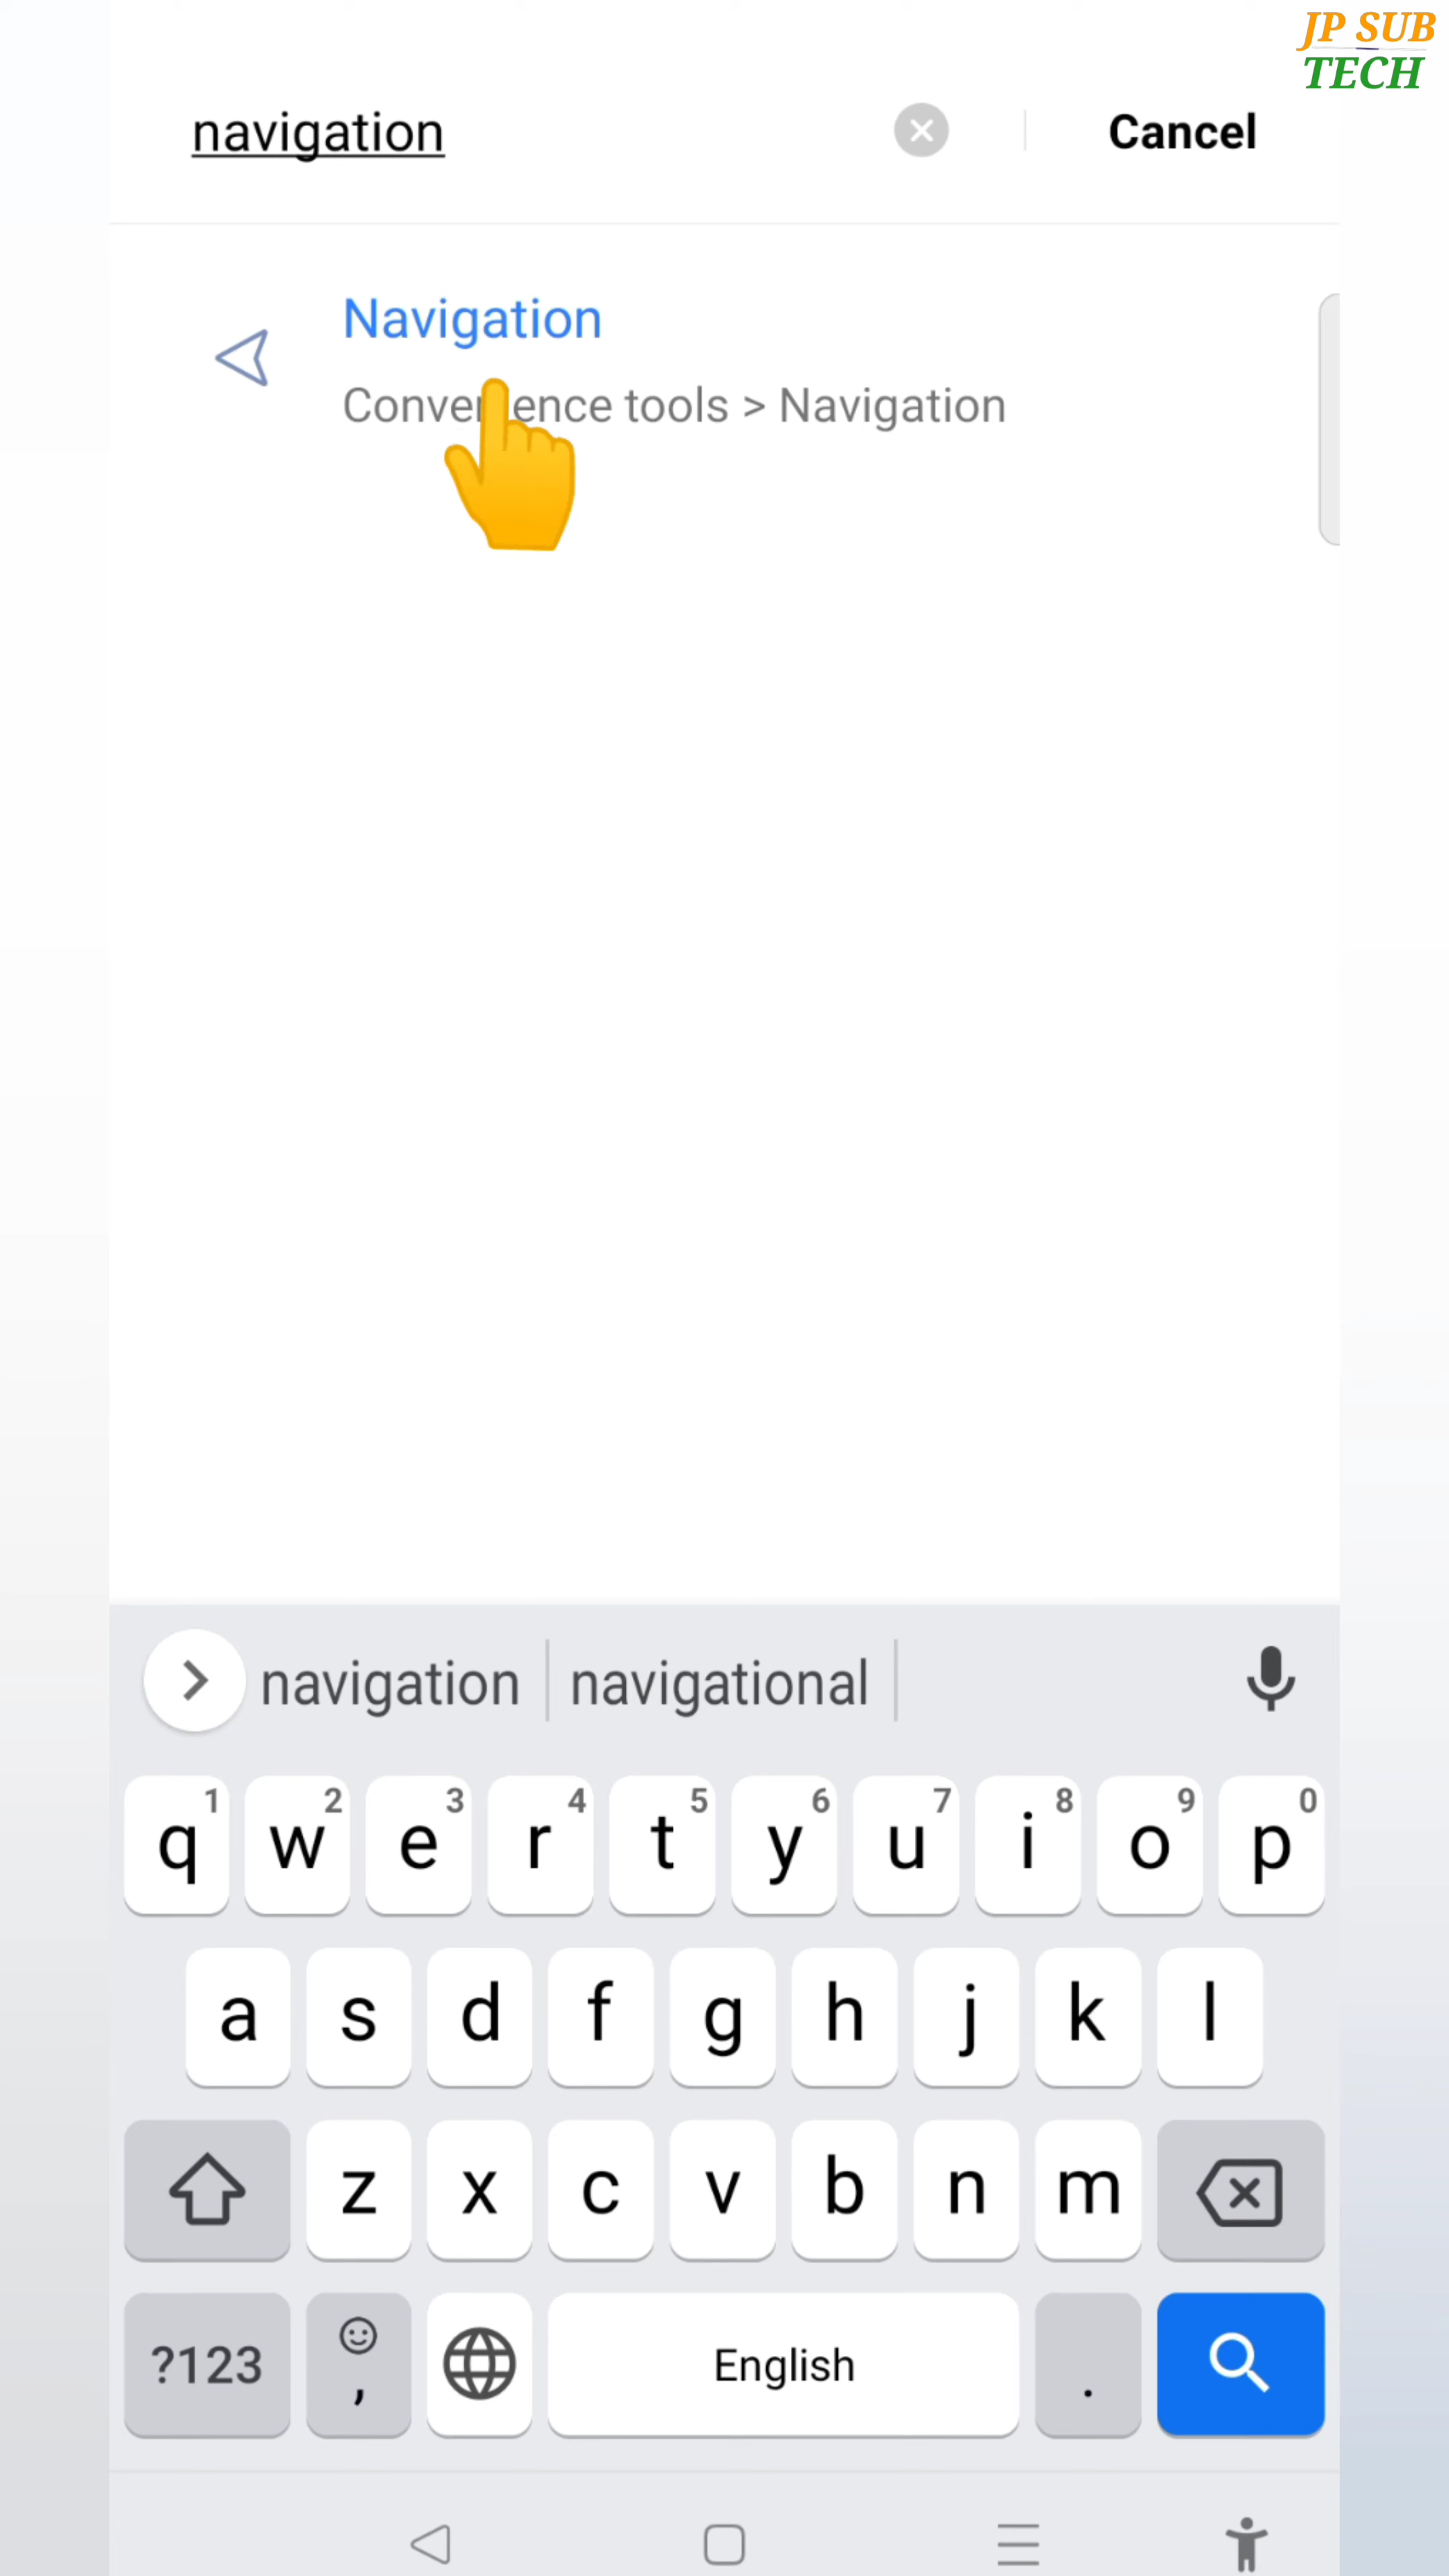 JP SUB
TECH
navigation
Cancel
Navigation
Convenience tools > Navigation
navigation navigational
1 2 3 4 5 6 7 8 9 0
q w e r t y u i o p
a s d f g h j k l
z x c v b n m
?123 , English .